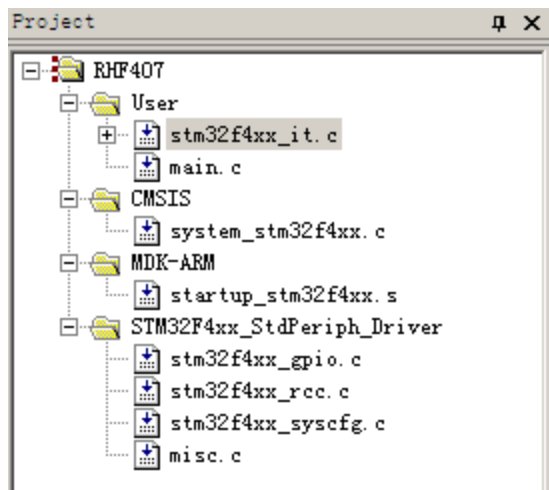 Project
RHF407
User
stm32f4xx_it.c
main.c
CMSIS
system_stm32f4xx.c
MDK-ARM
startup_stm32f4xx.s
STM32F4xx_StdPeriph_Driver
stm32f4xx_gpio.c
stm32f4xx_rcc.c
stm32f4xx_syscfg.c
misc.c